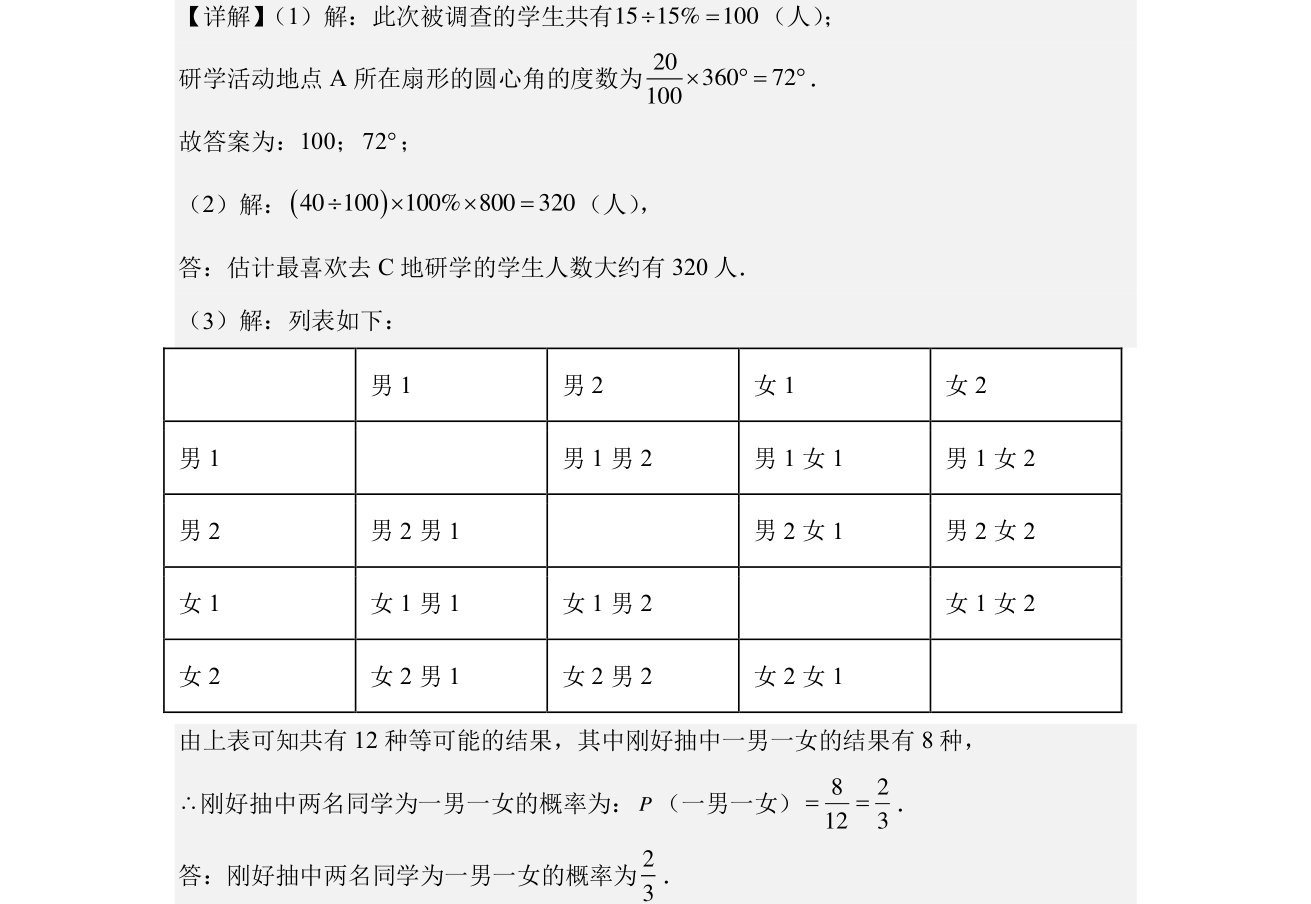 【详解】（1）解：此次被调查的学生共有15÷15%=100（人）；
研学活动地点 A 所在扇形的圆心角的度数为20/100×360°=72°．
故答案为：100；72°；
（2）解：(40÷100)×100%×800=320（人），
答：估计最喜欢去 C 地研学的学生人数大约有 320 人．
（3）解：列表如下：
男 1 男 2 女 1 女 2
男 1 男 1 男 2 男 1 女 1 男 1 女 2
男 2 男 2 男 1 男 2 女 1 男 2 女 2
女 1 女 1 男 1 女 1 男 2 女 1 女 2
女 2 女 2 男 1 女 2 男 2 女 2 女 1
由上表可知共有 12 种等可能的结果，其中刚好抽中一男一女的结果有 8 种，
∴刚好抽中两名同学为一男一女的概率为：P（一男一女）=8/12=2/3．
答：刚好抽中两名同学为一男一女的概率为2/3．